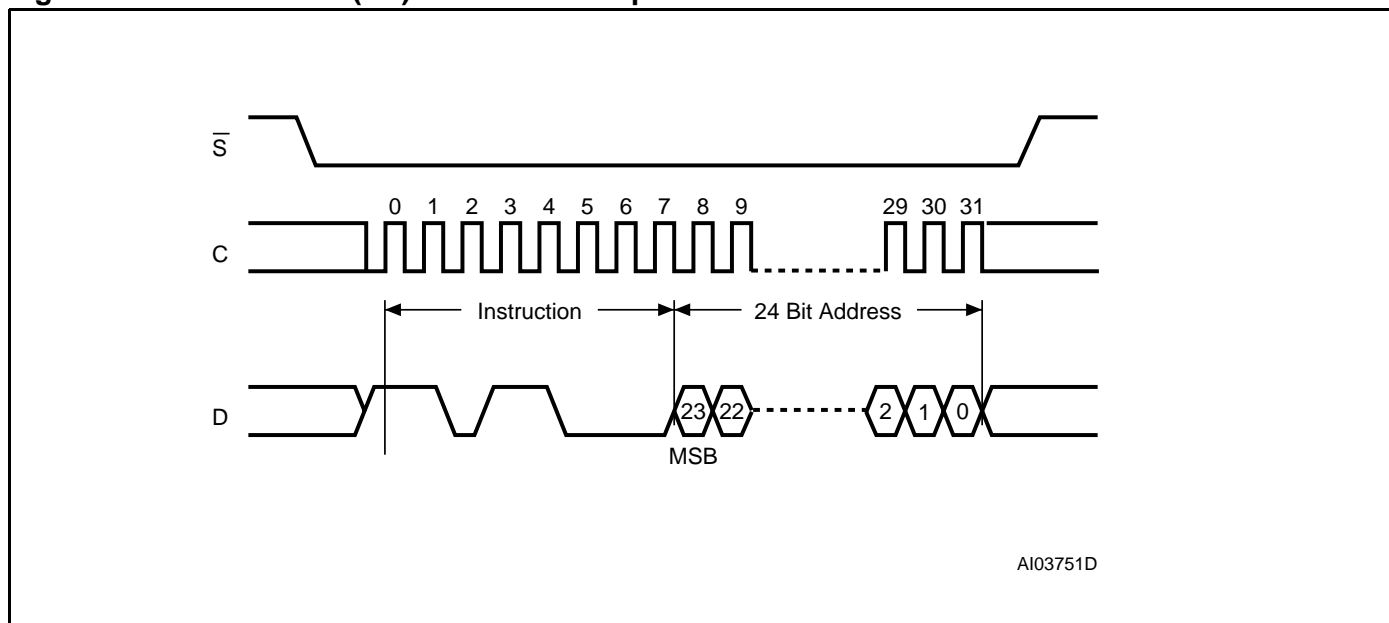 S̅
0 1 2 3 4 5 6 7 8 9 29 30 31
C
Instruction 24 Bit Address
D
23 22 2 1 0
MSB
AI03751D